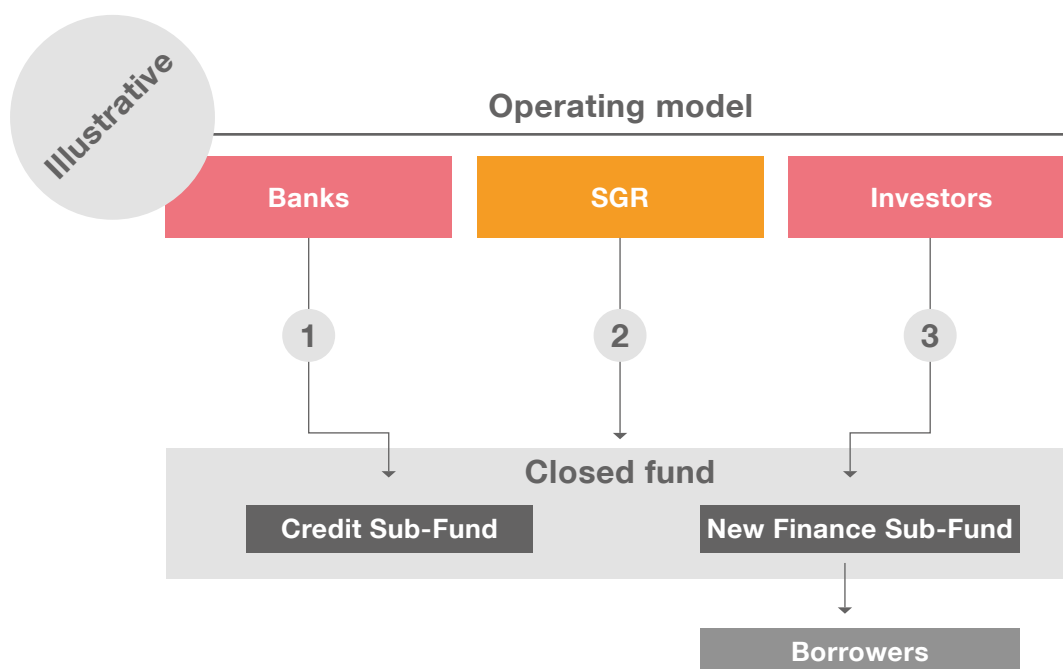 Illustrative
Operating model
Banks
SGR
Investors
1
2
3
Closed fund
Credit Sub-Fund
New Finance Sub-Fund
Borrowers